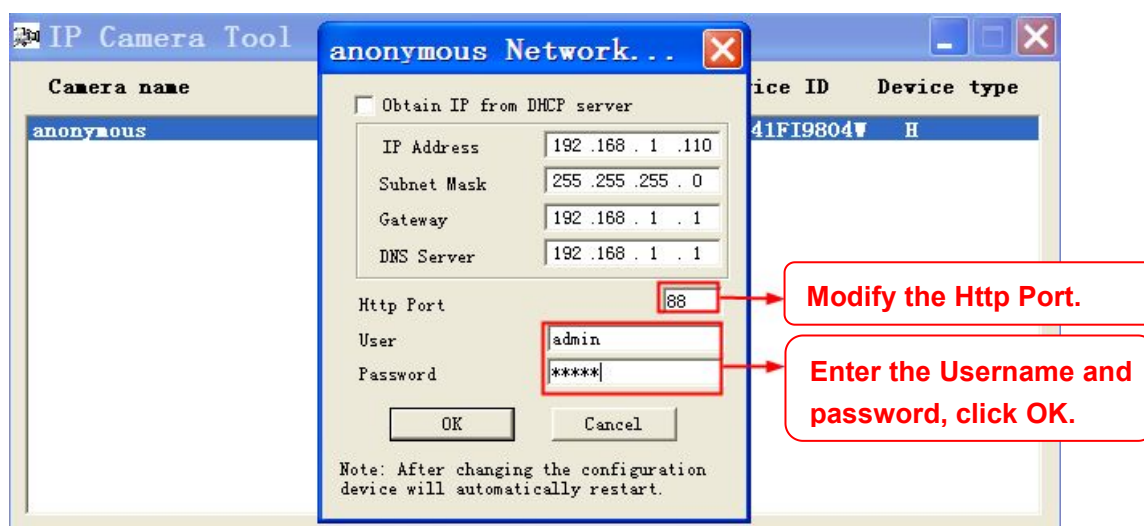 IP Camera Tool
anonymous Network...
Camera name
ice ID Device type
Obtain IP from DHCP server
anonymous
41FI9804W H
IP Address 192 .168 . 1 .110
Subnet Mask 255 .255 .255 . 0
Gateway 192 .168 . 1 . 1
DNS Server 192 .168 . 1 . 1
Http Port 88
Modify the Http Port.
User admin
Password *****
Enter the Username and
password, click OK.
OK Cancel
Note: After changing the configuration
device will automatically restart.